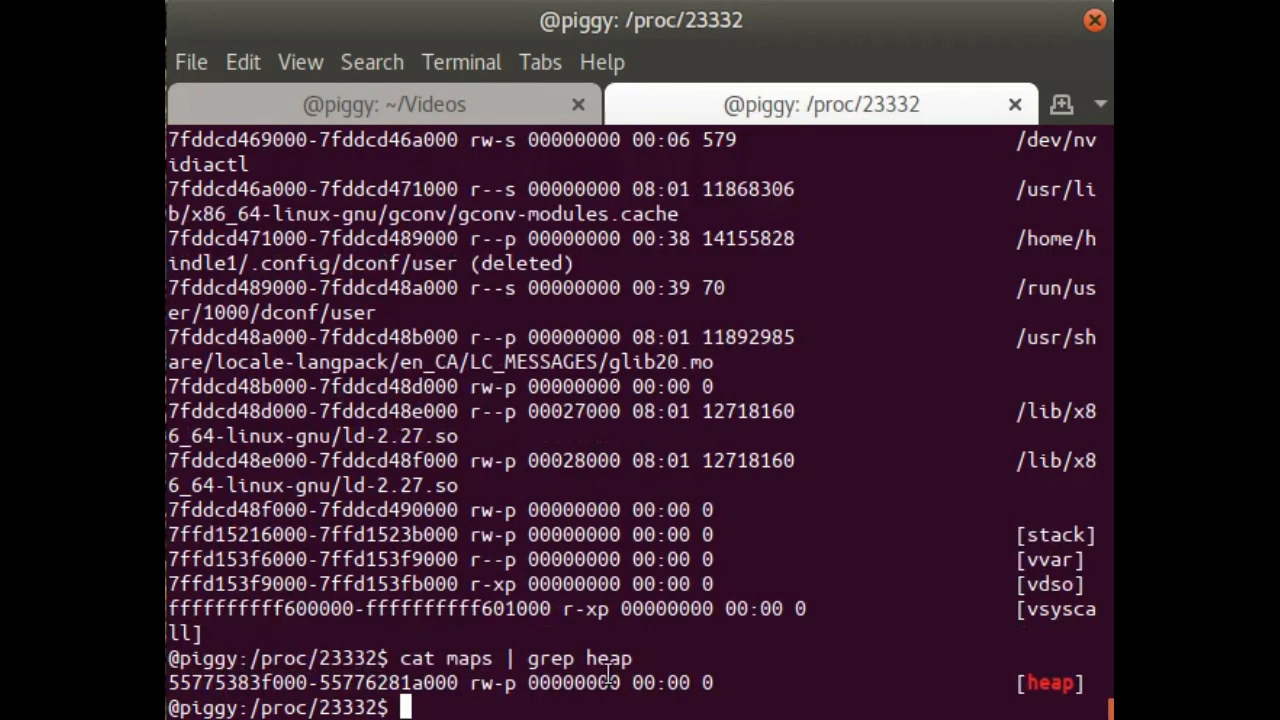 @piggy: /proc/23332
File Edit View Search Terminal Tabs Help
@piggy: ~/Videos @piggy: /proc/23332
7fddcd469000-7fddcd46a000 rw-s 00000000 00:06 579 /dev/nv
idiactl
7fddcd46a000-7fddcd471000 r--s 00000000 08:01 11868306 /usr/li
b/x86_64-linux-gnu/gconv/gconv-modules.cache
7fddcd471000-7fddcd489000 r--p 00000000 00:38 14155828 /home/h
indle1/.config/dconf/user (deleted)
7fddcd489000-7fddcd48a000 r--s 00000000 00:39 70 /run/us
er/1000/dconf/user
7fddcd48a000-7fddcd48b000 r--p 00000000 08:01 11892985 /usr/sh
are/locale-langpack/en_CA/LC_MESSAGES/glib20.mo
7fddcd48b000-7fddcd48d000 rw-p 00000000 00:00 0
7fddcd48d000-7fddcd48e000 r--p 00027000 08:01 12718160 /lib/x8
6_64-linux-gnu/ld-2.27.so
7fddcd48e000-7fddcd48f000 rw-p 00028000 08:01 12718160 /lib/x8
6_64-linux-gnu/ld-2.27.so
7fddcd48f000-7fddcd490000 rw-p 00000000 00:00 0
7ffd15216000-7ffd1523b000 rw-p 00000000 00:00 0 [stack]
7ffd153f6000-7ffd153f9000 r--p 00000000 00:00 0 [vvar]
7ffd153f9000-7ffd153fb000 r-xp 00000000 00:00 0 [vdso]
ffffffffff600000-ffffffffff601000 r-xp 00000000 00:00 0 [vsysca
ll]
@piggy:/proc/23332$ cat maps | grep heap
55775383f000-55776281a000 rw-p 00000000 00:00 0 [heap]
@piggy:/proc/23332$